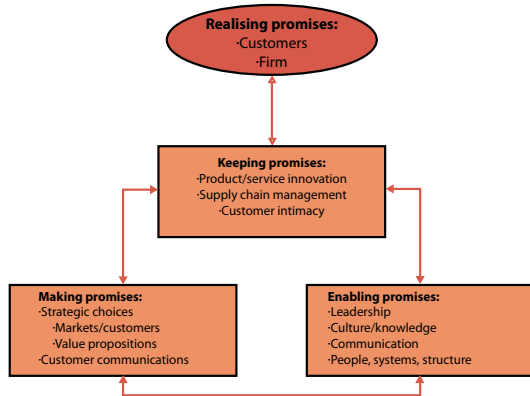 Realising promises:
·Customers
·Firm
Keeping promises:
·Product/service innovation
·Supply chain management
·Customer intimacy
Making promises:
·Strategic choices
·Markets/customers
·Value propositions
·Customer communications
Enabling promises:
·Leadership
·Culture/knowledge
·Communication
·People, systems, structure